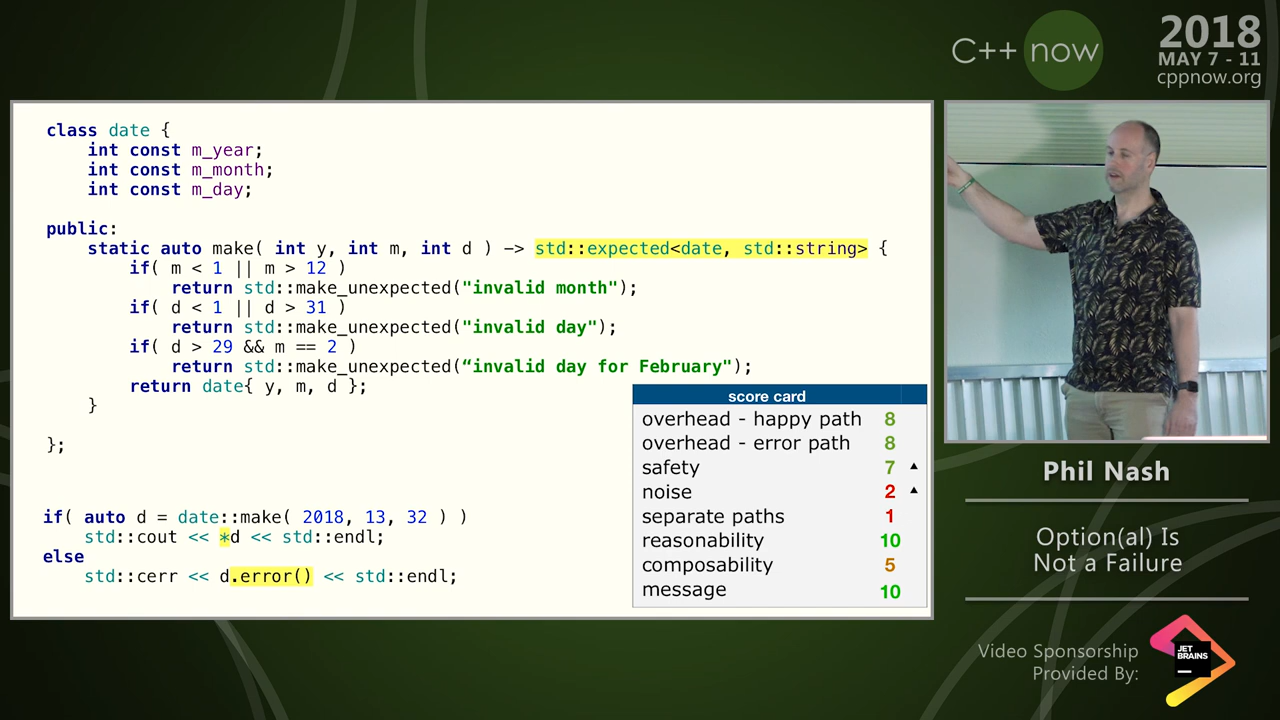 C++ now
2018
MAY 7 - 11
cppnow.org
class date {
    int const m_year;
    int const m_month;
    int const m_day;
public:
    static auto make( int y, int m, int d ) -> std::expected<date, std::string> {
        if( m < 1 || m > 12 )
            return std::make_unexpected("invalid month");
        if( d < 1 || d > 31 )
            return std::make_unexpected("invalid day");
        if( d > 29 && m == 2 )
            return std::make_unexpected(“invalid day for February");
        return date{ y, m, d };
    }
};
if( auto d = date::make( 2018, 13, 32 ) )
    std::cout << *d << std::endl;
else
    std::cerr << d.error() << std::endl;
score card
overhead - happy path 8
overhead - error path 8
safety 7 ▲
noise 2 ▲
separate paths 1
reasonability 10
composability 5
message 10
Phil Nash
Option(al) Is
Not a Failure
Video Sponsorship
Provided By:
JET
BRAINS